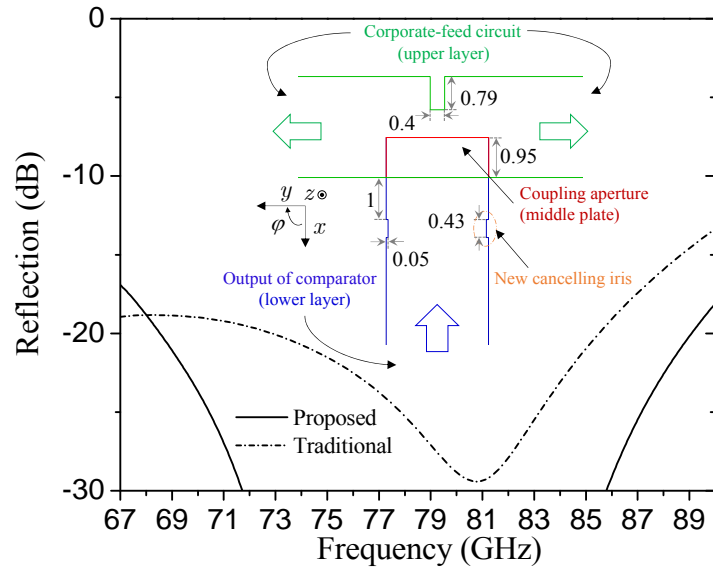 0
-10
-20
-30
Reflection (dB)
Corporate-feed circuit
(upper layer)
0.79
0.4
0.95
y z
φ x
1
Coupling aperture
(middle plate)
0.43
0.05
New cancelling iris
Output of comparator
(lower layer)
Proposed
Traditional
67 69 71 73 75 77 79 81 83 85 87 89
Frequency (GHz)